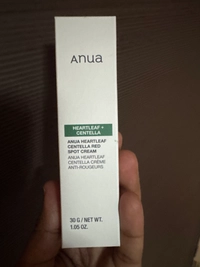 Anua
HEARTLEAF +
CENTELLA
ANUA HEARTLEAF
CENTELLA RED
SPOT CREAM
ANUA HEARTLEAF
CENTELLA CRÈME
ANTI-ROUGEURS
30 G / NET WT.
1.05 OZ.